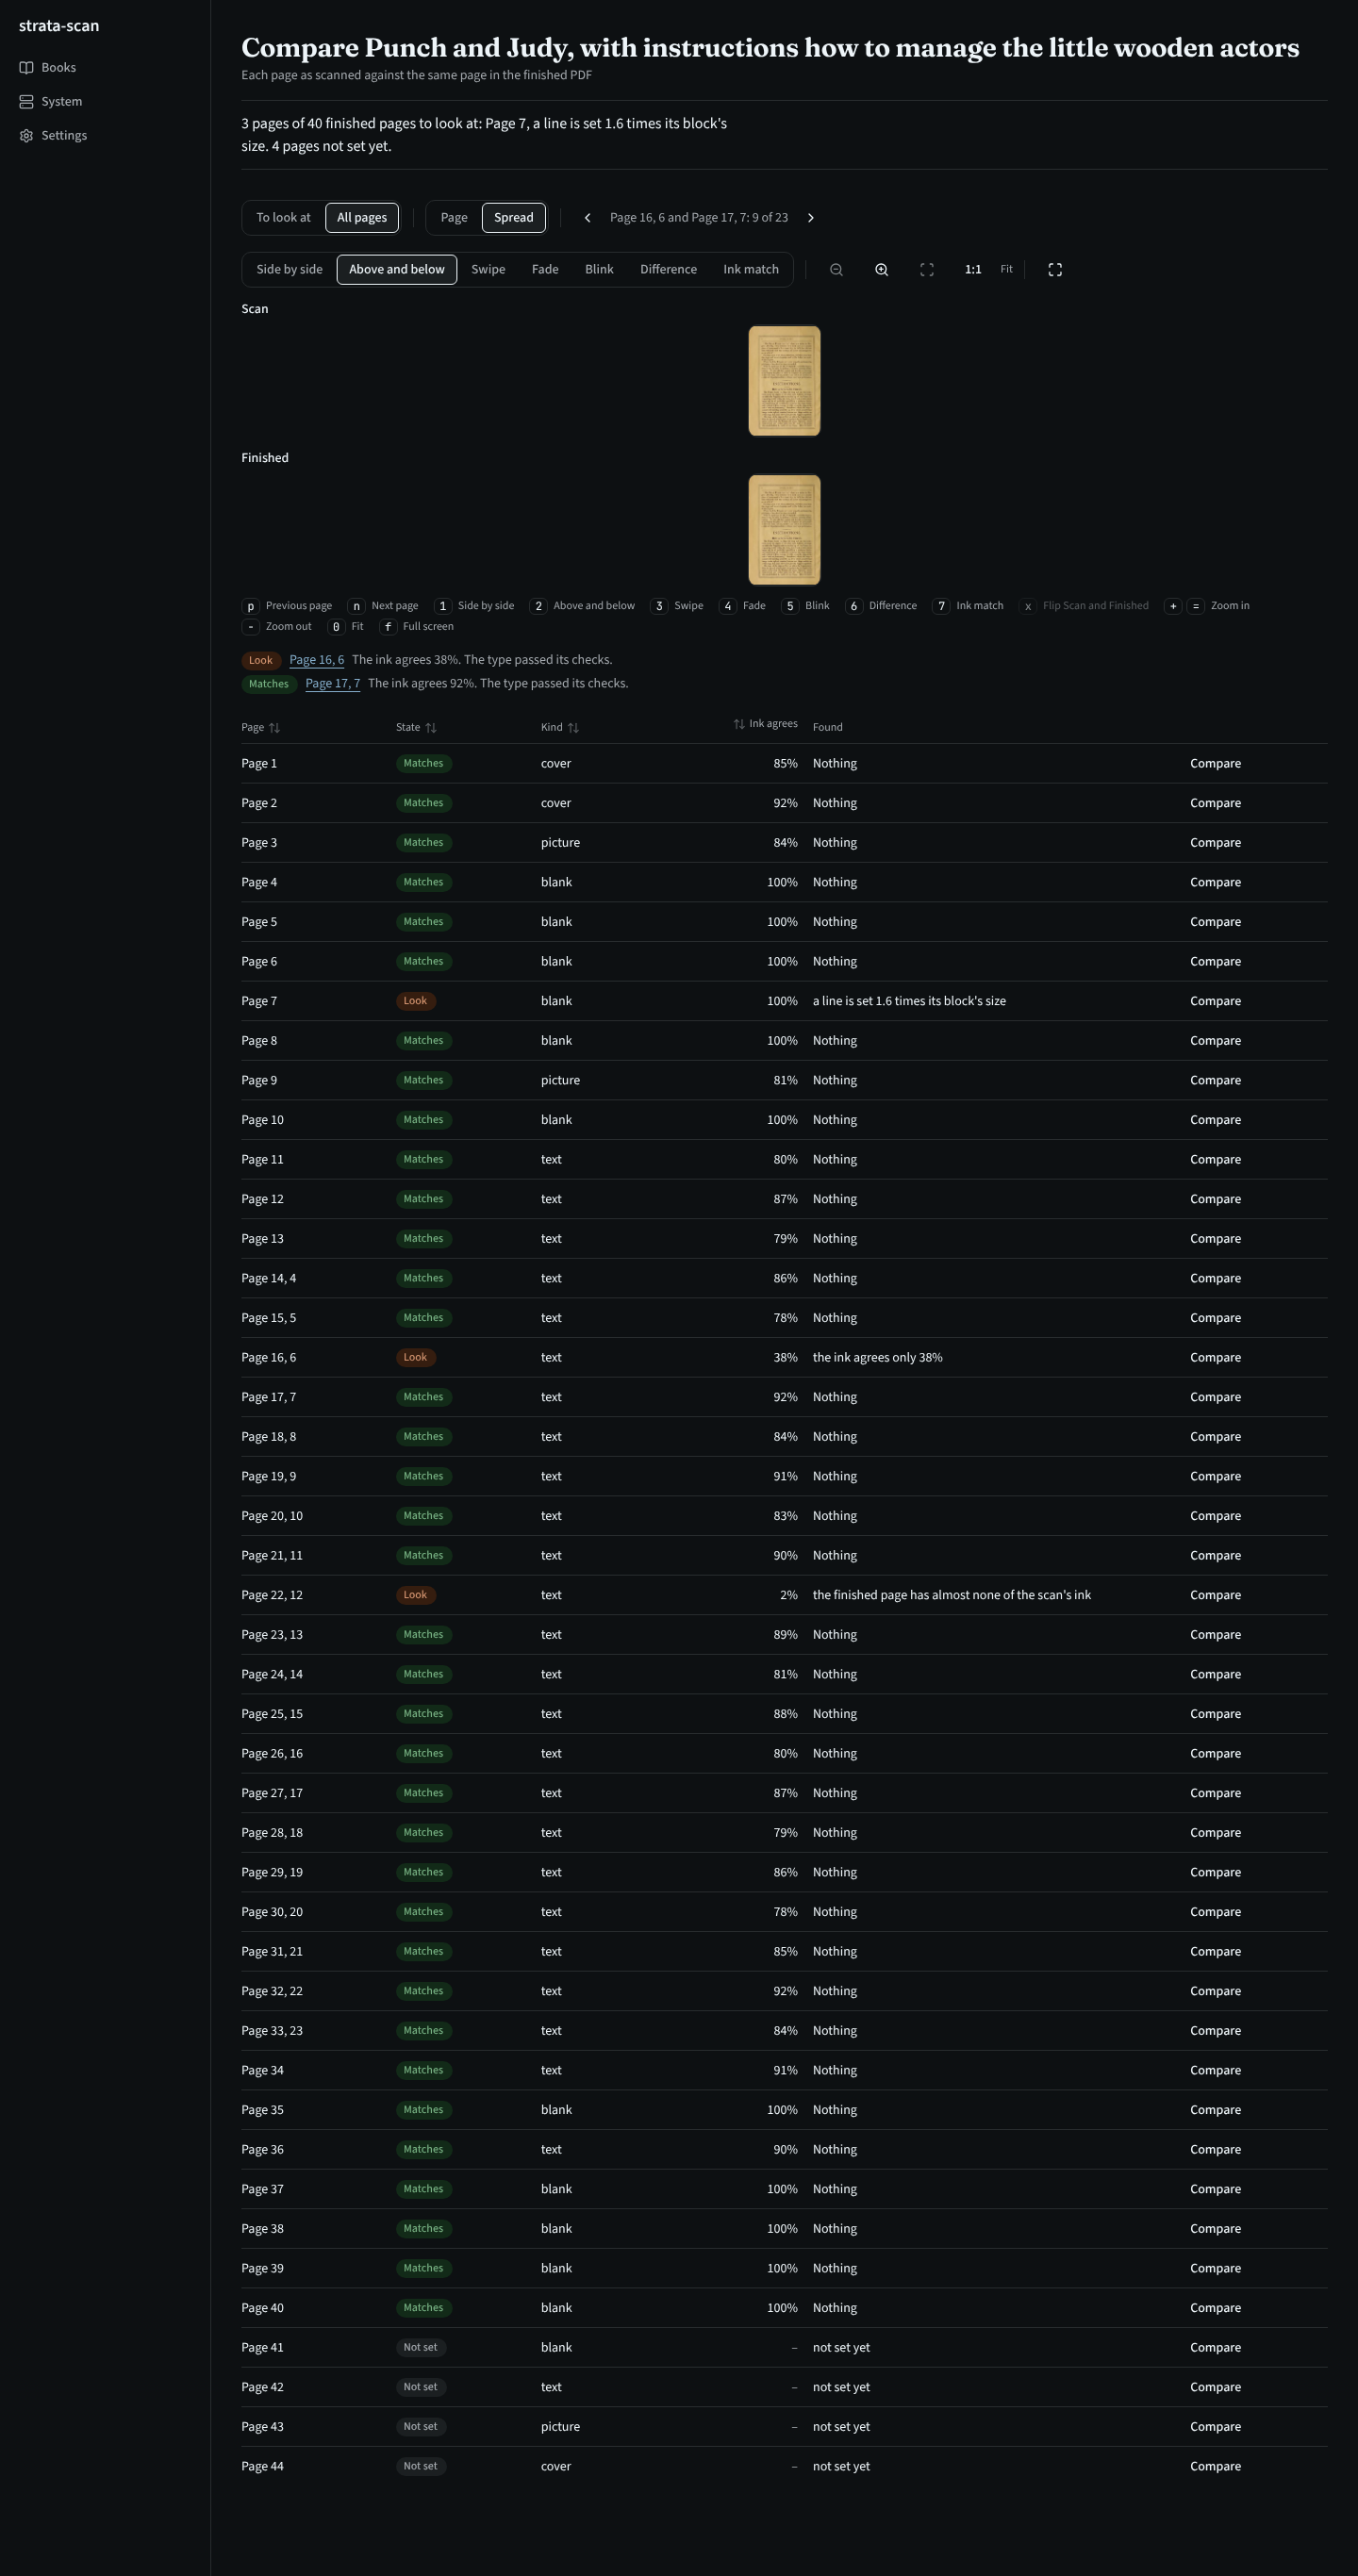 strata-scan
Books
System
Settings
Compare Punch and Judy, with instructions how to manage the little wooden actors
Each page as scanned against the same page in the finished PDF
3 pages of 40 finished pages to look at: Page 7, a line is set 1.6 times its block's
size. 4 pages not set yet.
To look at All pages Page Spread Page 16, 6 and Page 17, 7: 9 of 23
Side by side Above and below Swipe Fade Blink Difference Ink match 1:1 Fit
Scan
Finished
p Previous page n Next page 1 Side by side 2 Above and below 3 Swipe 4 Fade 5 Blink 6 Difference 7 Ink match x Flip Scan and Finished + = Zoom in
- Zoom out 0 Fit f Full screen
Look Page 16, 6 The ink agrees 38%. The type passed its checks.
Matches Page 17, 7 The ink agrees 92%. The type passed its checks.
Page State Kind Ink agrees Found
Page 1 Matches cover 85% Nothing Compare
Page 2 Matches cover 92% Nothing Compare
Page 3 Matches picture 84% Nothing Compare
Page 4 Matches blank 100% Nothing Compare
Page 5 Matches blank 100% Nothing Compare
Page 6 Matches blank 100% Nothing Compare
Page 7 Look blank 100% a line is set 1.6 times its block's size Compare
Page 8 Matches blank 100% Nothing Compare
Page 9 Matches picture 81% Nothing Compare
Page 10 Matches blank 100% Nothing Compare
Page 11 Matches text 80% Nothing Compare
Page 12 Matches text 87% Nothing Compare
Page 13 Matches text 79% Nothing Compare
Page 14, 4 Matches text 86% Nothing Compare
Page 15, 5 Matches text 78% Nothing Compare
Page 16, 6 Look text 38% the ink agrees only 38% Compare
Page 17, 7 Matches text 92% Nothing Compare
Page 18, 8 Matches text 84% Nothing Compare
Page 19, 9 Matches text 91% Nothing Compare
Page 20, 10 Matches text 83% Nothing Compare
Page 21, 11 Matches text 90% Nothing Compare
Page 22, 12 Look text 2% the finished page has almost none of the scan's ink Compare
Page 23, 13 Matches text 89% Nothing Compare
Page 24, 14 Matches text 81% Nothing Compare
Page 25, 15 Matches text 88% Nothing Compare
Page 26, 16 Matches text 80% Nothing Compare
Page 27, 17 Matches text 87% Nothing Compare
Page 28, 18 Matches text 79% Nothing Compare
Page 29, 19 Matches text 86% Nothing Compare
Page 30, 20 Matches text 78% Nothing Compare
Page 31, 21 Matches text 85% Nothing Compare
Page 32, 22 Matches text 92% Nothing Compare
Page 33, 23 Matches text 84% Nothing Compare
Page 34 Matches text 91% Nothing Compare
Page 35 Matches blank 100% Nothing Compare
Page 36 Matches text 90% Nothing Compare
Page 37 Matches blank 100% Nothing Compare
Page 38 Matches blank 100% Nothing Compare
Page 39 Matches blank 100% Nothing Compare
Page 40 Matches blank 100% Nothing Compare
Page 41 Not set blank – not set yet Compare
Page 42 Not set text – not set yet Compare
Page 43 Not set picture – not set yet Compare
Page 44 Not set cover – not set yet Compare